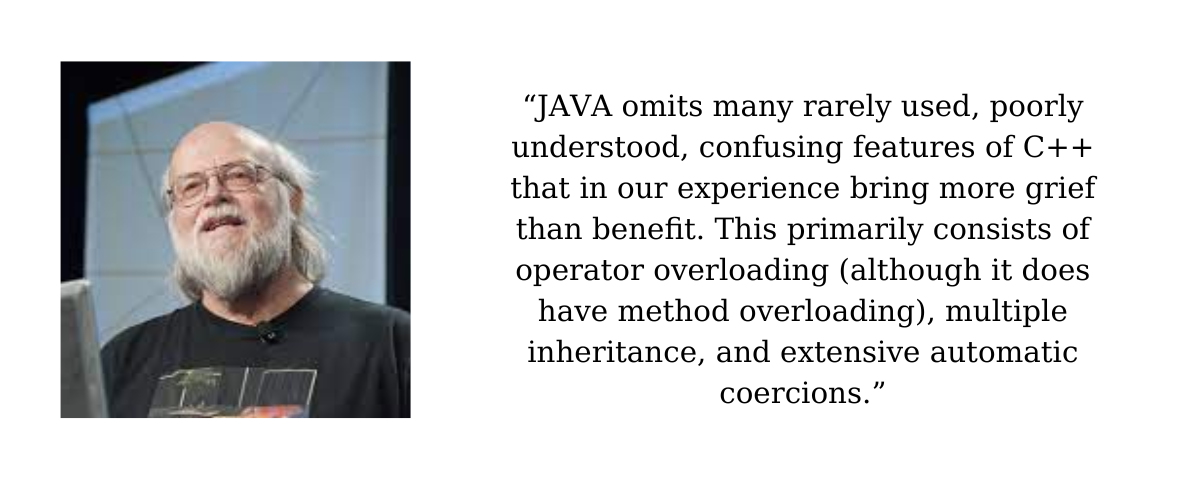 “JAVA omits many rarely used, poorly
understood, confusing features of C++
that in our experience bring more grief
than benefit. This primarily consists of
operator overloading (although it does
have method overloading), multiple
inheritance, and extensive automatic
coercions.”